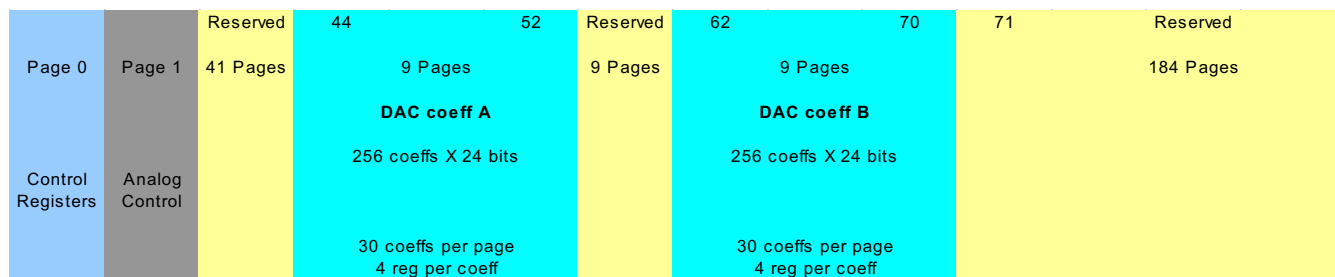 Reserved 44 52 Reserved 62 70 71 Reserved
Page 0 Page 1 41 Pages 9 Pages 9 Pages 9 Pages 184 Pages
DAC coeff A DAC coeff B
256 coeffs X 24 bits 256 coeffs X 24 bits
Control Analog
Registers Control
30 coeffs per page 30 coeffs per page
4 reg per coeff 4 reg per coeff